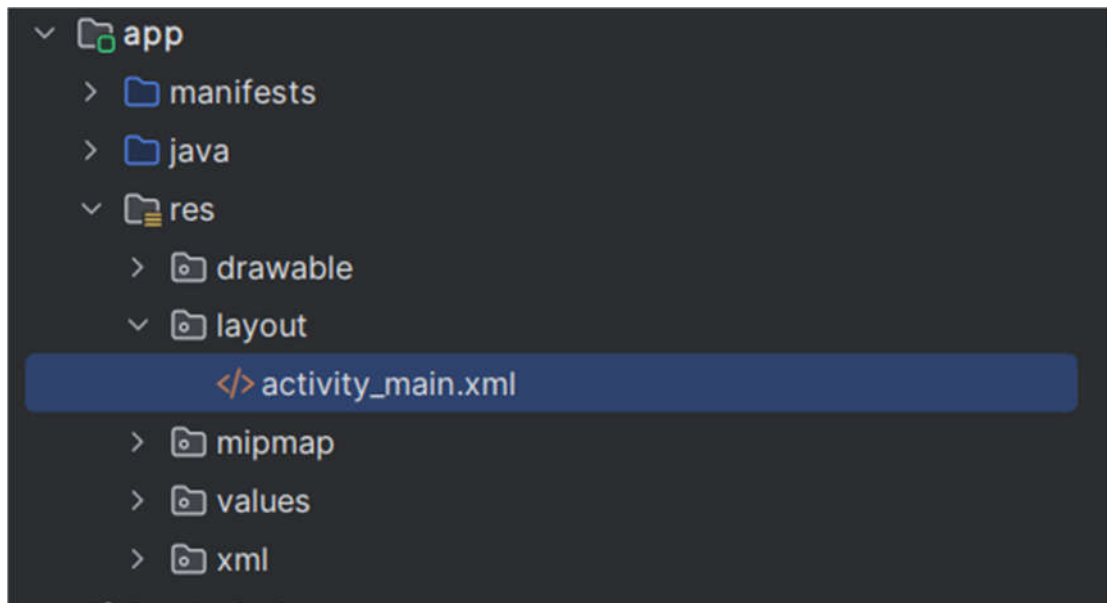 app
manifests
java
res
drawable
layout
activity_main.xml
mipmap
values
xml